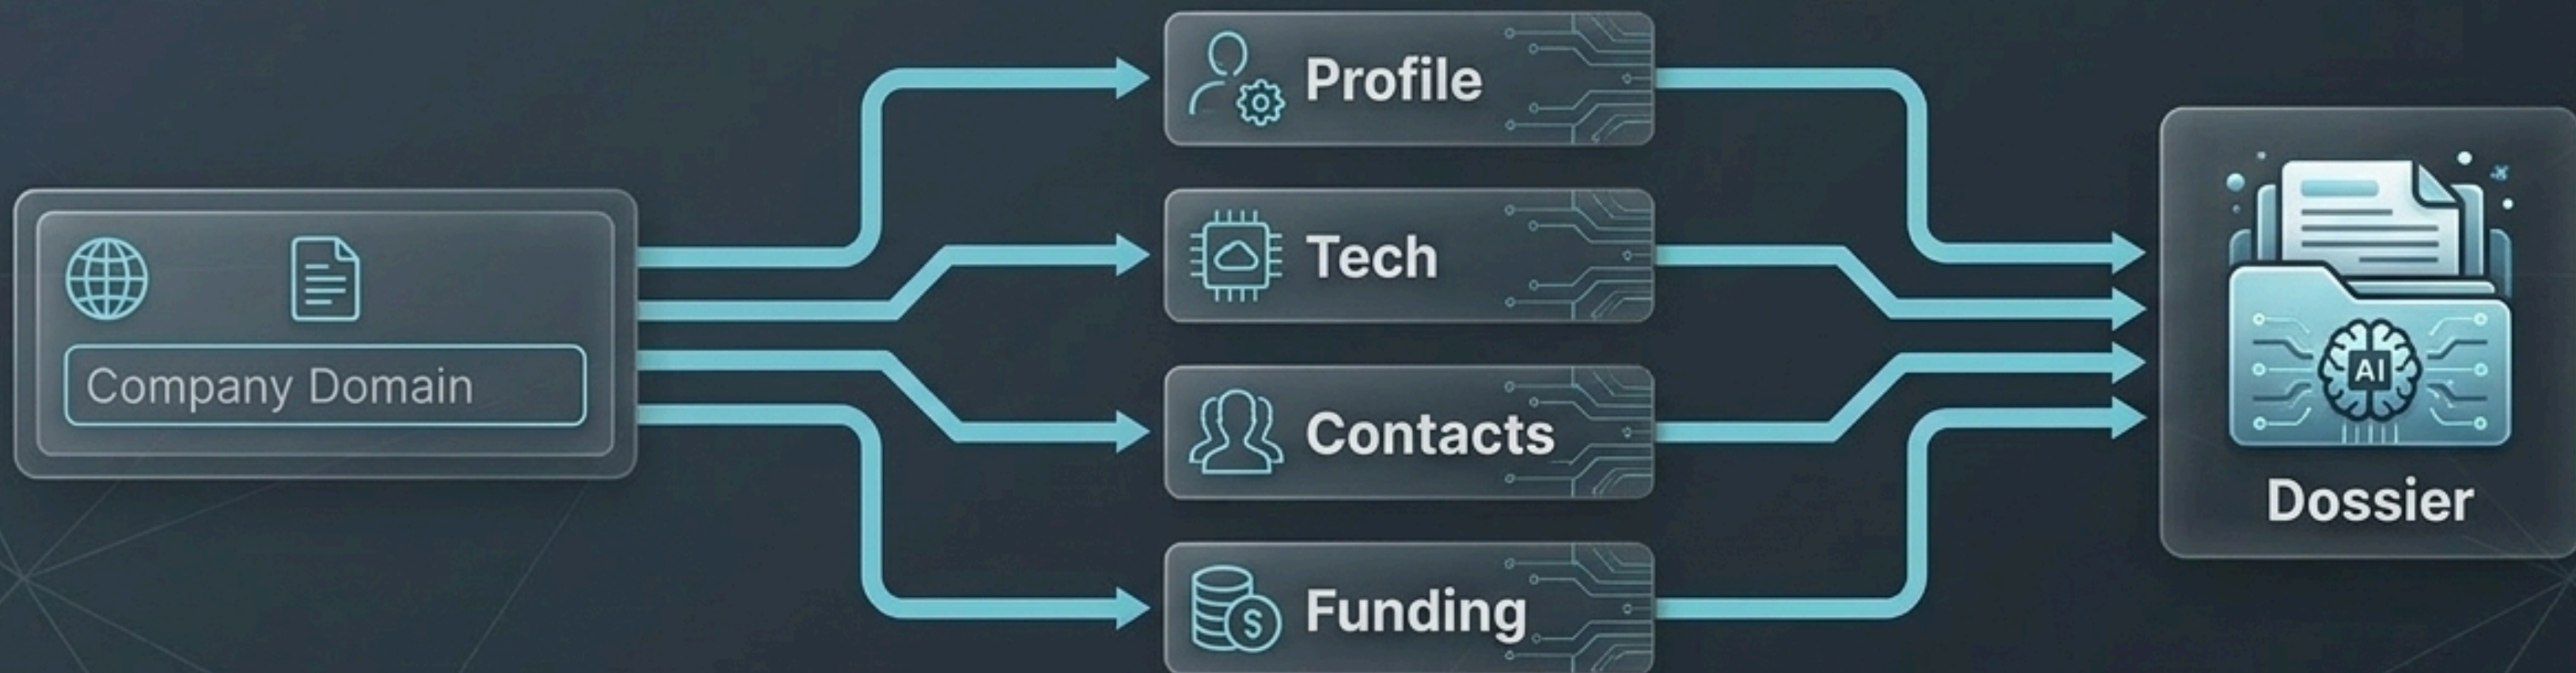 Company Domain
Profile
Tech
Contacts
Funding
AI
Dossier